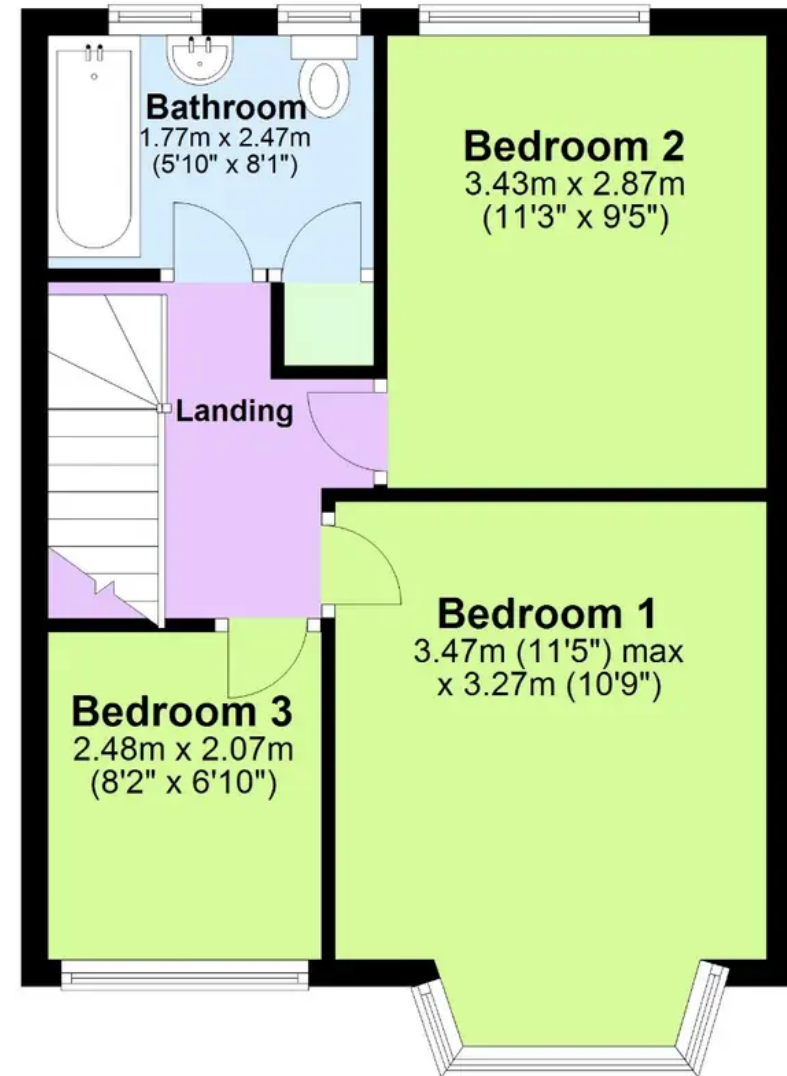 Bathroom
1.77m x 2.47m
(5'10" x 8'1")
Bedroom 2
3.43m x 2.87m
(11'3" x 9'5")
Landing
Bedroom 1
3.47m (11'5") max
x 3.27m (10'9")
Bedroom 3
2.48m x 2.07m
(8'2" x 6'10")